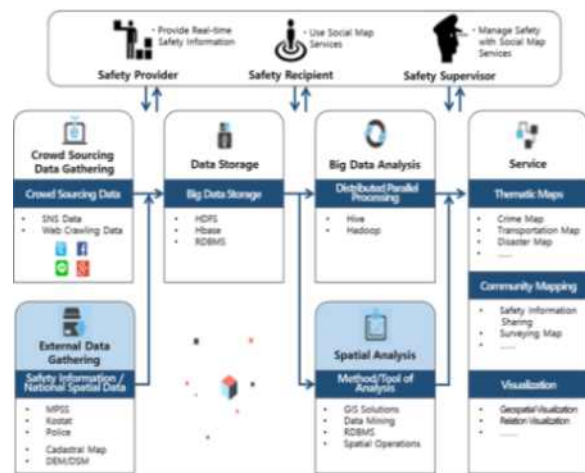 Provide Real-time
Safety Information
Safety Provider
Use Social Map
Services
Safety Recipient
Manage Safety
with Social Map
Services
Safety Supervisor
Crowd Sourcing
Data Gathering
Crowd Sourcing Data
SNS Data
Web Crawling Data
Data Storage
Big Data Storage
HDFS
Hbase
RDBMS
Big Data Analysis
Distributed Parallel
Processing
Hive
Hadoop
Service
Thematic Maps
Crime Map
Transportation Map
Disaster Map
......
Community Mapping
Safety Information
Sharing
Surveying Map
......
Visualization
Geospatial Visualization
Relation Visualization
......
External Data
Gathering
Safety Information /
National Spatial Data
MPSS
Kostat
Police
Cadastral Map
DEM/DSM
Spatial Analysis
Method/Tool of
Analysis
GIS Solutions
Data Mining
RDBMS
Spatial Operations